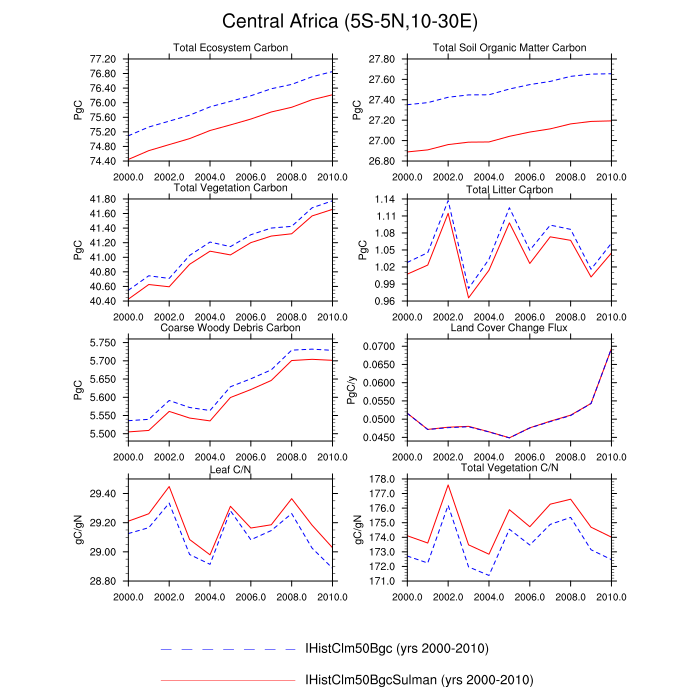 Central Africa (5S-5N,10-30E)
Total Ecosystem Carbon
PgC
77.20
76.80
76.40
76.00
75.60
75.20
74.80
74.40
2000.0 2002.0 2004.0 2006.0 2008.0 2010.0
Total Soil Organic Matter Carbon
PgC
27.80
27.60
27.40
27.20
27.00
26.80
2000.0 2002.0 2004.0 2006.0 2008.0 2010.0
Total Vegetation Carbon
PgC
41.80
41.60
41.40
41.20
41.00
40.80
40.60
40.40
2000.0 2002.0 2004.0 2006.0 2008.0 2010.0
Total Litter Carbon
PgC
1.14
1.11
1.08
1.05
1.02
0.99
0.96
2000.0 2002.0 2004.0 2006.0 2008.0 2010.0
Coarse Woody Debris Carbon
PgC
5.750
5.700
5.650
5.600
5.550
5.500
2000.0 2002.0 2004.0 2006.0 2008.0 2010.0
Land Cover Change Flux
PgC/y
0.0700
0.0650
0.0600
0.0550
0.0500
0.0450
2000.0 2002.0 2004.0 2006.0 2008.0 2010.0
Leaf C/N
gC/gN
29.40
29.20
29.00
28.80
2000.0 2002.0 2004.0 2006.0 2008.0 2010.0
Total Vegetation C/N
gC/gN
178.0
177.0
176.0
175.0
174.0
173.0
172.0
171.0
2000.0 2002.0 2004.0 2006.0 2008.0 2010.0
IHistClm50Bgc (yrs 2000-2010)
IHistClm50BgcSulman (yrs 2000-2010)